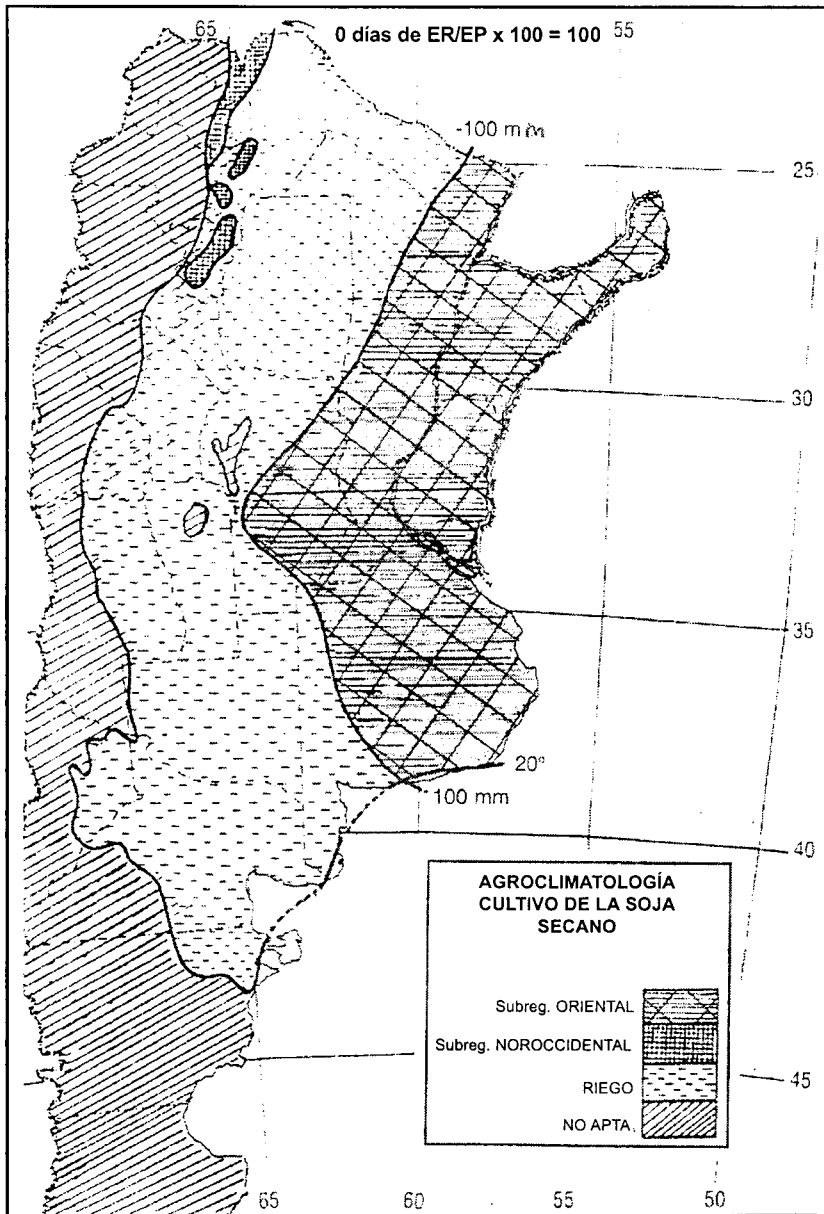 65
0 días de ER/EP x 100 = 100
55
-100 mm
25
30
35
20°
100 mm
40
AGROCLIMATOLOGÍA
CULTIVO DE LA SOJA
SECANO
Subreg. ORIENTAL
Subreg. NOROCCIDENTAL
RIEGO
NO APTA
45
65
60
55
50